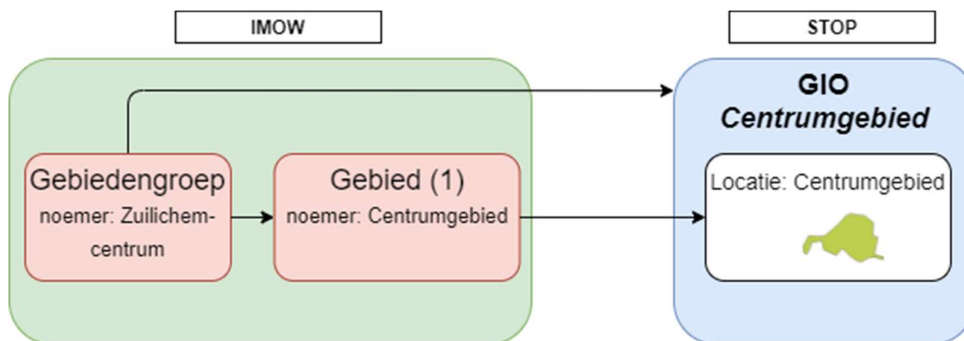 IMOW
STOP
GIO
Centrumgebied
Gebiedengroep
noemer: Zuilichem-
centrum
Gebied (1)
noemer: Centrumgebied
Locatie: Centrumgebied